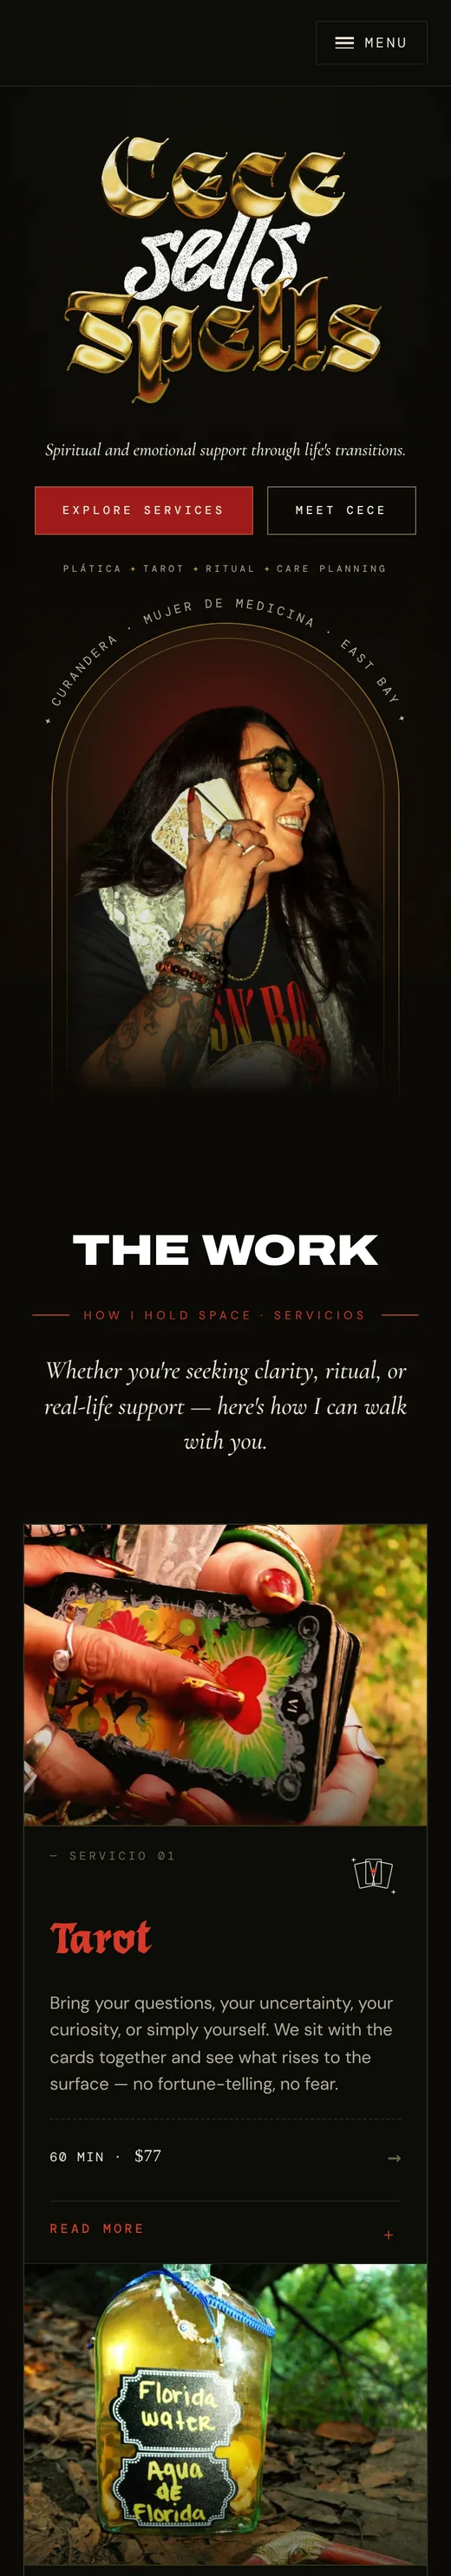 MENU
Cece
sells
Spells
Spiritual and emotional support through life's transitions.
EXPLORE SERVICES
MEET CECE
PLÁTICA ✦ TAROT ✦ RITUAL ✦ CARE PLANNING
✦ CURANDERA · MUJER DE MEDICINA · EAST BAY ✦
THE WORK
HOW I HOLD SPACE · SERVICIOS
Whether you're seeking clarity, ritual, or
real-life support — here's how I can walk
with you.
VI
— SERVICIO 01
Tarot
Bring your questions, your uncertainty, your
curiosity, or simply yourself. We sit with the
cards together and see what rises to the
surface — no fortune-telling, no fear.
60 MIN · $77 →
READ MORE +
Florida
water
Agua
de
Florida